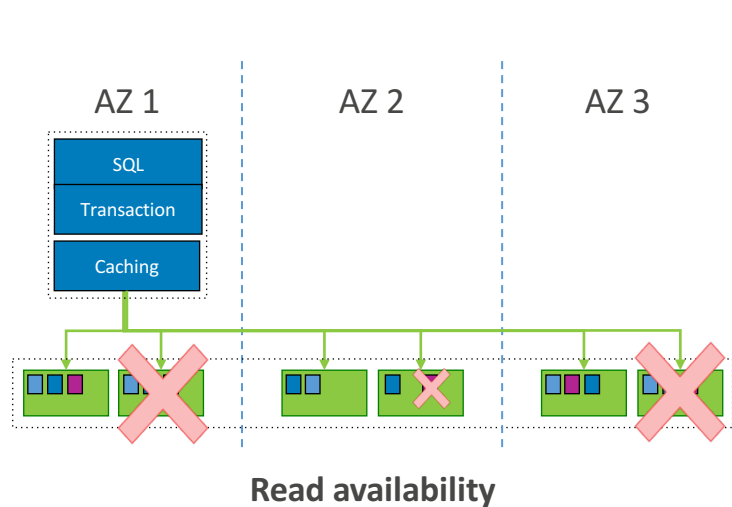 AZ 1
AZ 2
AZ 3
SQL
Transaction
Caching
Read availability